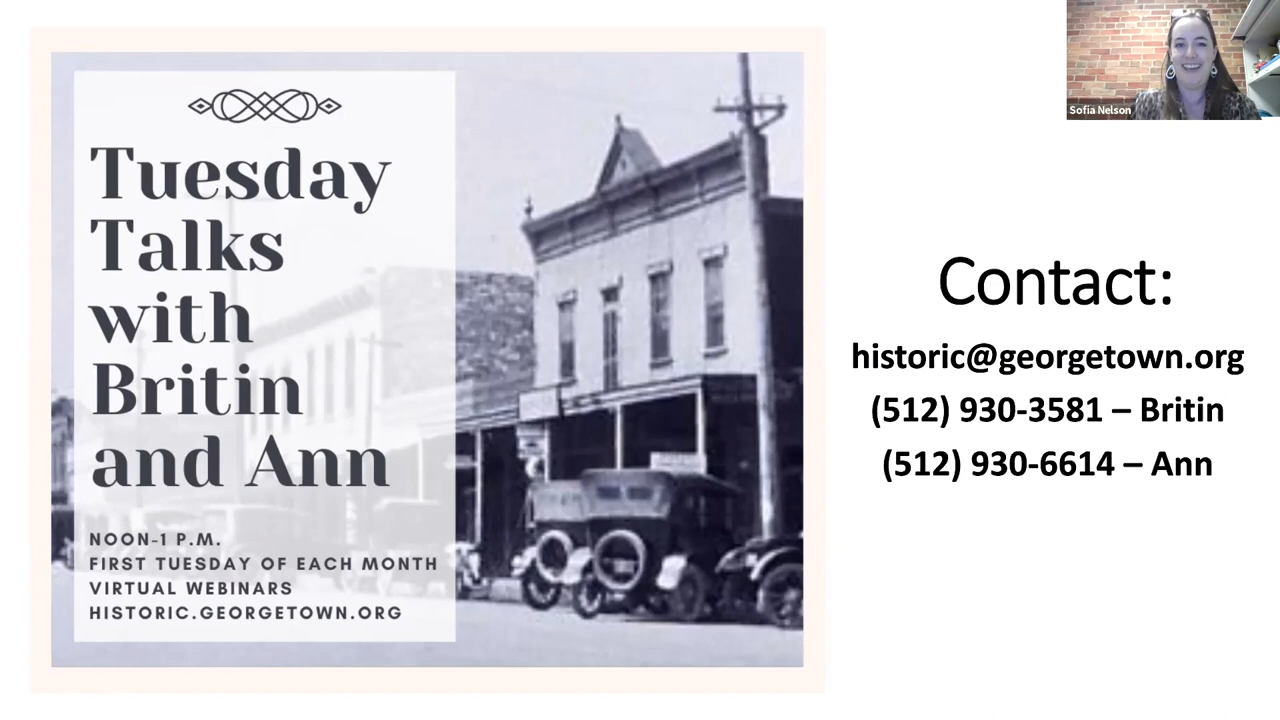 Tuesday
Talks
with
Britin
and Ann
NOON-1 P.M.
FIRST TUESDAY OF EACH MONTH
VIRTUAL WEBINARS
HISTORIC.GEORGETOWN.ORG
Sofia Nelson
Contact:
historic@georgetown.org
(512) 930-3581 – Britin
(512) 930-6614 – Ann